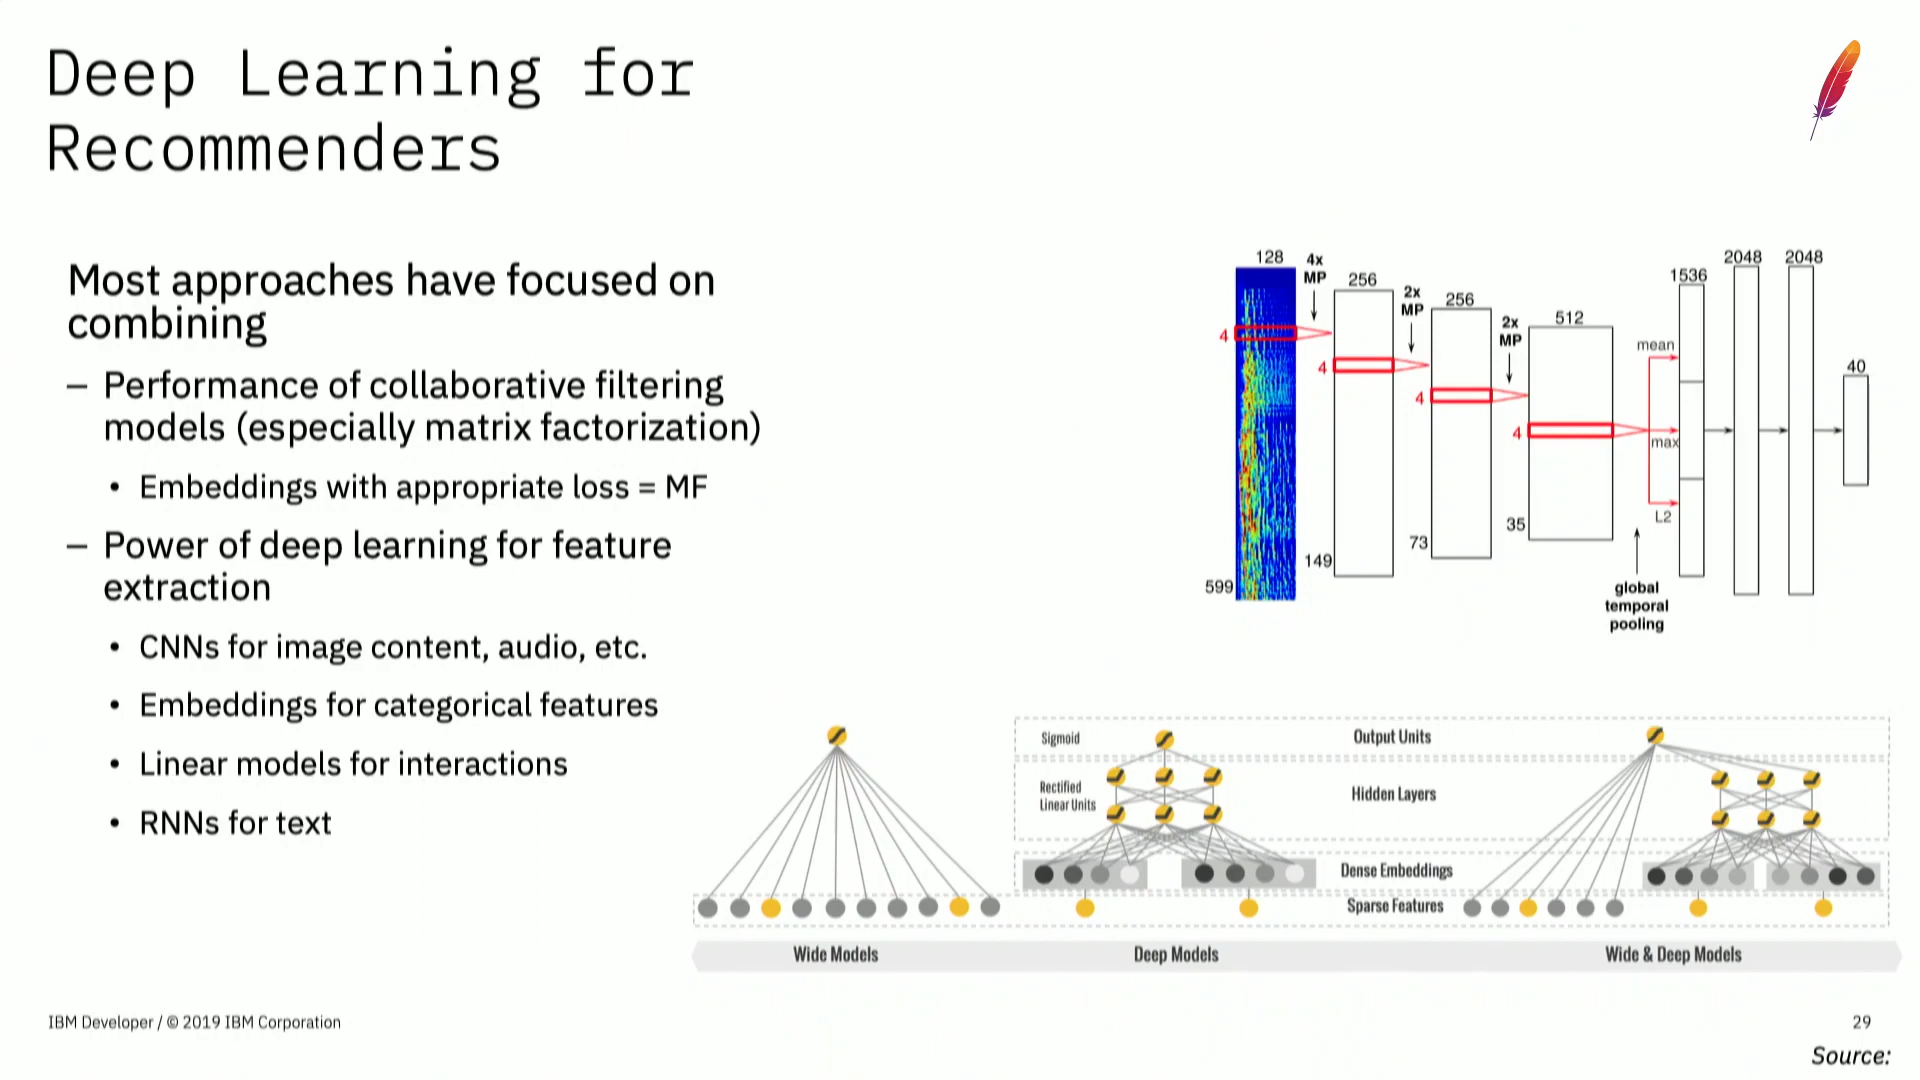 Deep Learning for
Recommenders
Most approaches have focused on
combining
– Performance of collaborative filtering
models (especially matrix factorization)
• Embeddings with appropriate loss = MF
– Power of deep learning for feature
extraction
• CNNs for image content, audio, etc.
• Embeddings for categorical features
• Linear models for interactions
• RNNs for text
128
4x
MP
256
2x
MP
256
2x
MP
512
1536
2048
2048
40
4
4
4
4
mean
max
L2
599
149
73
35
global
temporal
pooling
Sigmoid
Output Units
Rectified
Linear Units
Hidden Layers
Dense Embeddings
Sparse Features
Wide Models
Deep Models
Wide & Deep Models
IBM Developer / © 2019 IBM Corporation
29
Source: